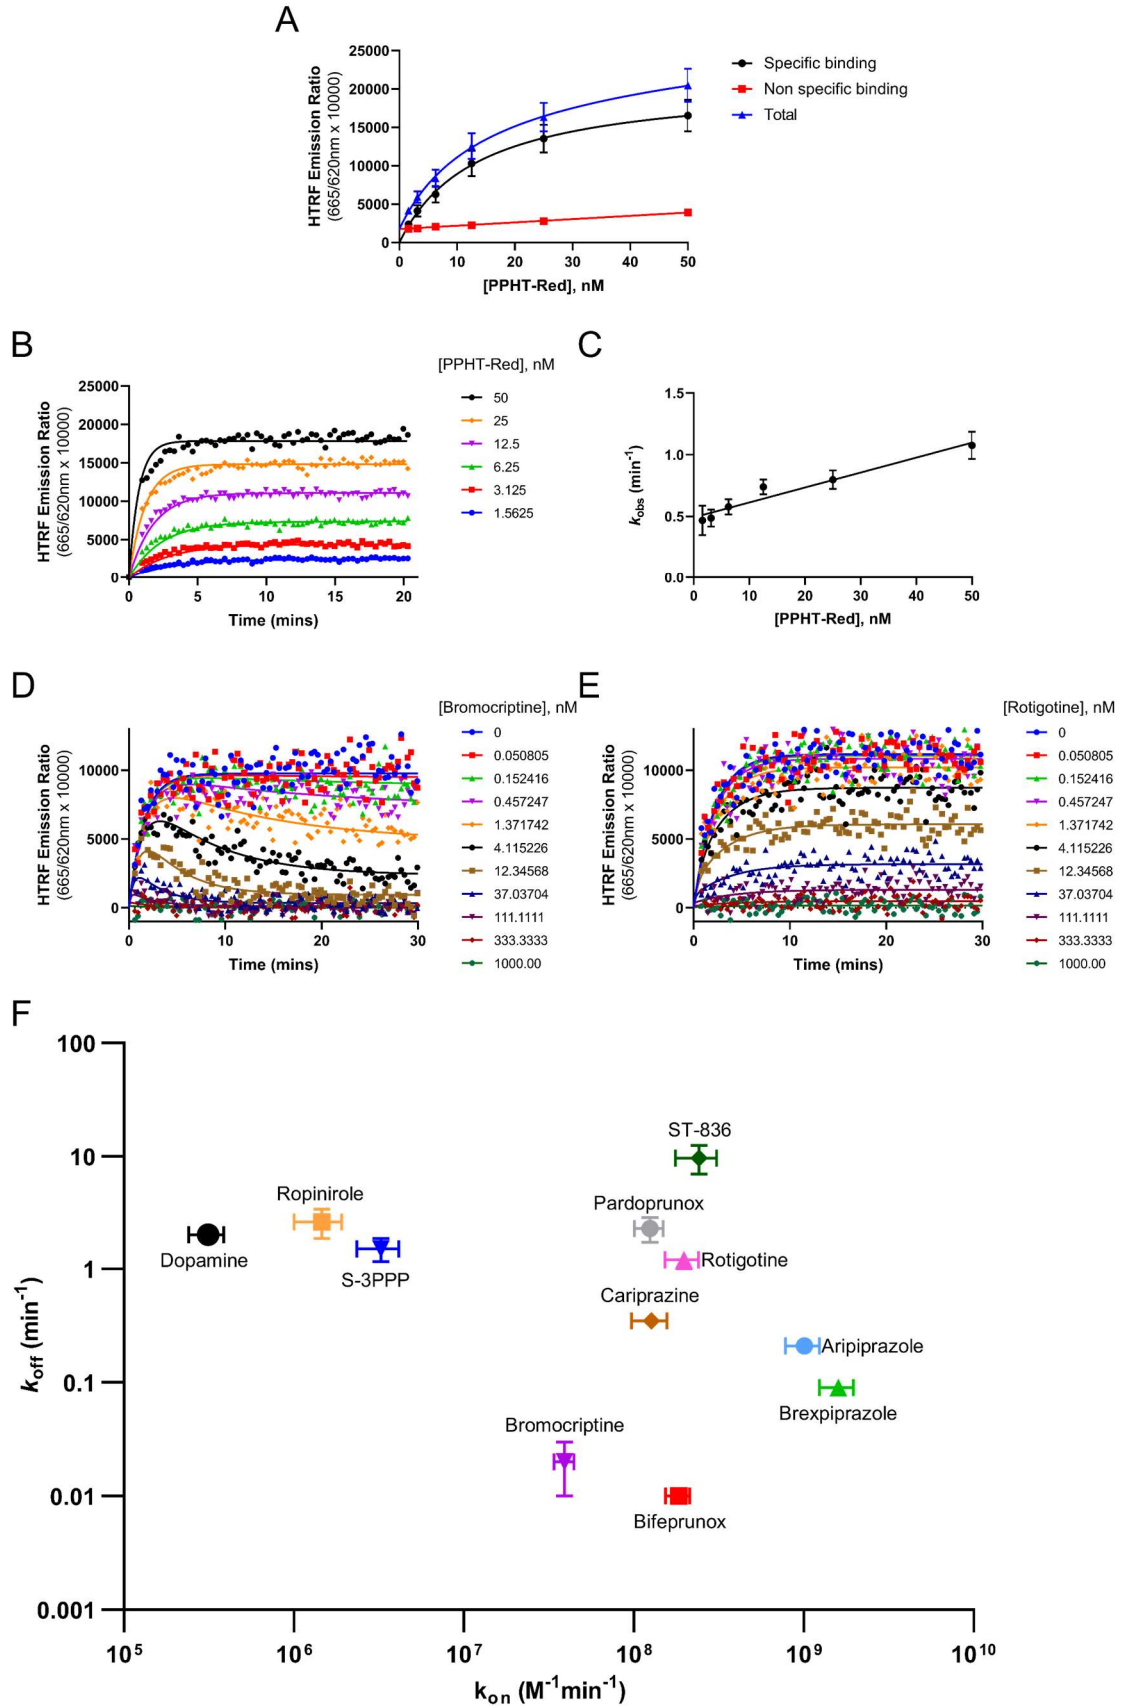 A
25000
20000
15000
10000
5000
0
HTRF Emission Ratio
(665/620nm x 10000)
0 10 20 30 40 50
[PPHT-Red], nM
Specific binding
Non specific binding
Total
B
25000
20000
15000
10000
5000
0
HTRF Emission Ratio
(665/620nm x 10000)
0 5 10 15 20
Time (mins)
[PPHT-Red], nM
50
25
12.5
6.25
3.125
1.5625
C
1.5
1.0
0.5
0.0
kobs (min-1)
0 10 20 30 40 50
[PPHT-Red], nM
D
10000
5000
0
HTRF Emission Ratio
(665/620nm x 10000)
0 10 20 30
Time (mins)
[Bromocriptine], nM
0
0.050805
0.152416
0.457247
1.371742
4.115226
12.34568
37.03704
111.1111
333.3333
1000.00
E
10000
5000
0
HTRF Emission Ratio
(665/620nm x 10000)
0 10 20 30
Time (mins)
[Rotigotine], nM
0
0.050805
0.152416
0.457247
1.371742
4.115226
12.34568
37.03704
111.1111
333.3333
1000.00
F
100
10
1
0.1
0.01
0.001
koff (min-1)
ST-836
Ropinirole
Pardoprunox
Dopamine
S-3PPP
Rotigotine
Cariprazine
Aripiprazole
Brexpiprazole
Bromocriptine
Bifeprunox
10^5 10^6 10^7 10^8 10^9 10^10
kon (M-1min-1)